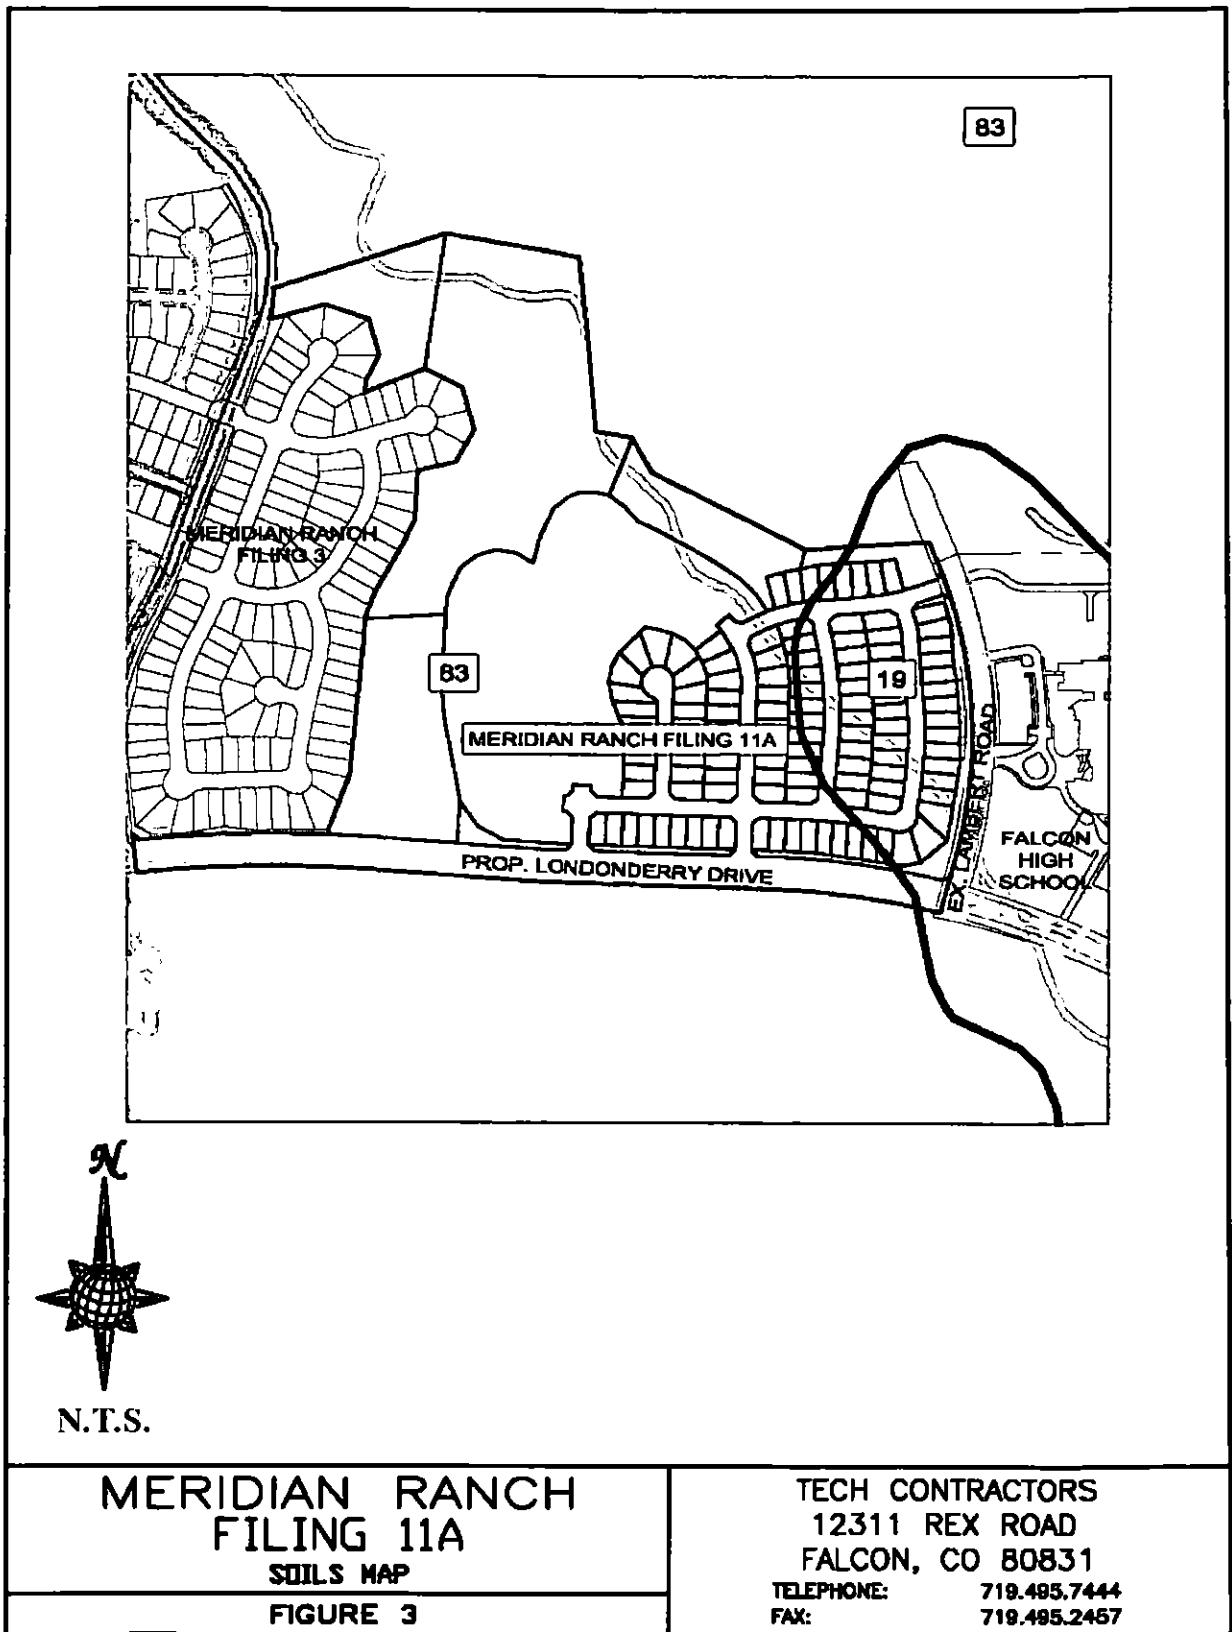 83
MERIDIAN RANCH
FILING 3
83
19
MERIDIAN RANCH FILING 11A
EX. LAMBERT ROAD
FALCON
HIGH
SCHOOL
PROP. LONDONDERRY DRIVE
N
N.T.S.
MERIDIAN RANCH
FILING 11A
SOILS MAP
FIGURE 3
TECH CONTRACTORS
12311 REX ROAD
FALCON, CO 80831
TELEPHONE: 719.495.7444
FAX: 719.495.2457